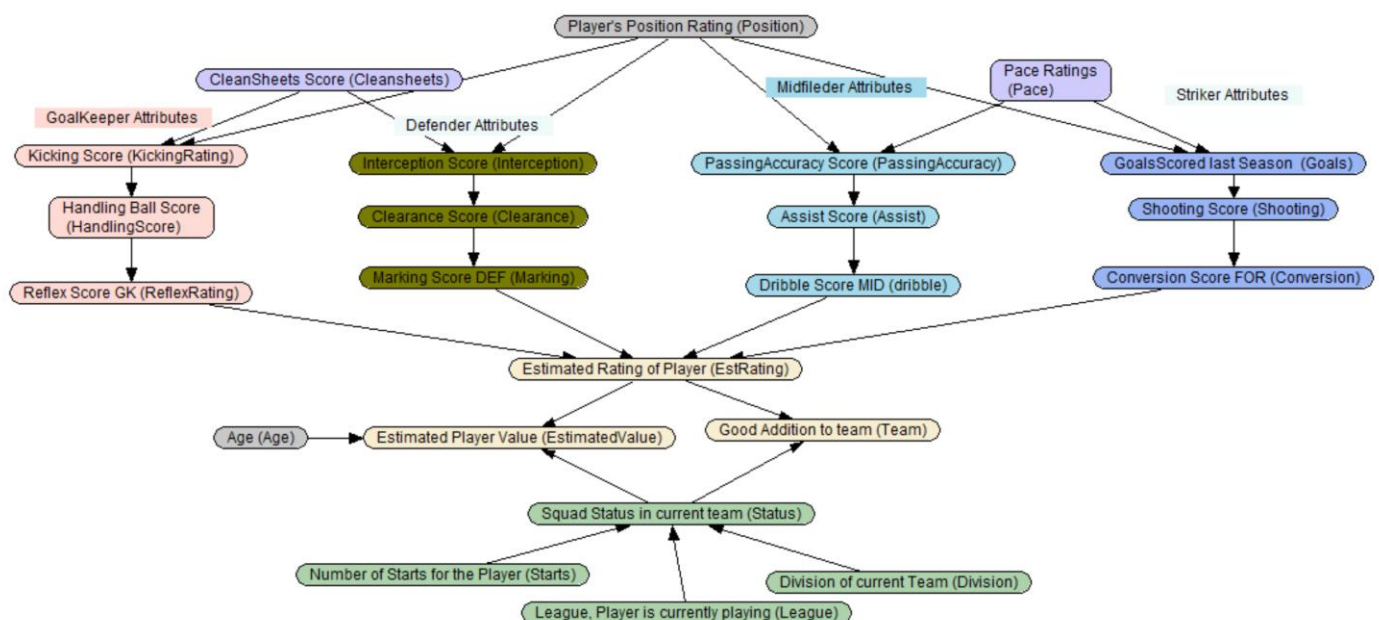 Player's Position Rating (Position)
CleanSheets Score (Cleansheets)
Midfileder Attributes
Pace Ratings
(Pace)
Striker Attributes
GoalKeeper Attributes
Defender Attributes
Kicking Score (KickingRating)
Interception Score (Interception)
PassingAccuracy Score (PassingAccuracy)
GoalsScored last Season (Goals)
Handling Ball Score
(HandlingScore)
Clearance Score (Clearance)
Assist Score (Assist)
Shooting Score (Shooting)
Reflex Score GK (ReflexRating)
Marking Score DEF (Marking)
Dribble Score MID (dribble)
Conversion Score FOR (Conversion)
Estimated Rating of Player (EstRating)
Age (Age)
Estimated Player Value (EstimatedValue)
Good Addition to team (Team)
Squad Status in current team (Status)
Number of Starts for the Player (Starts)
Division of current Team (Division)
League, Player is currently playing (League)